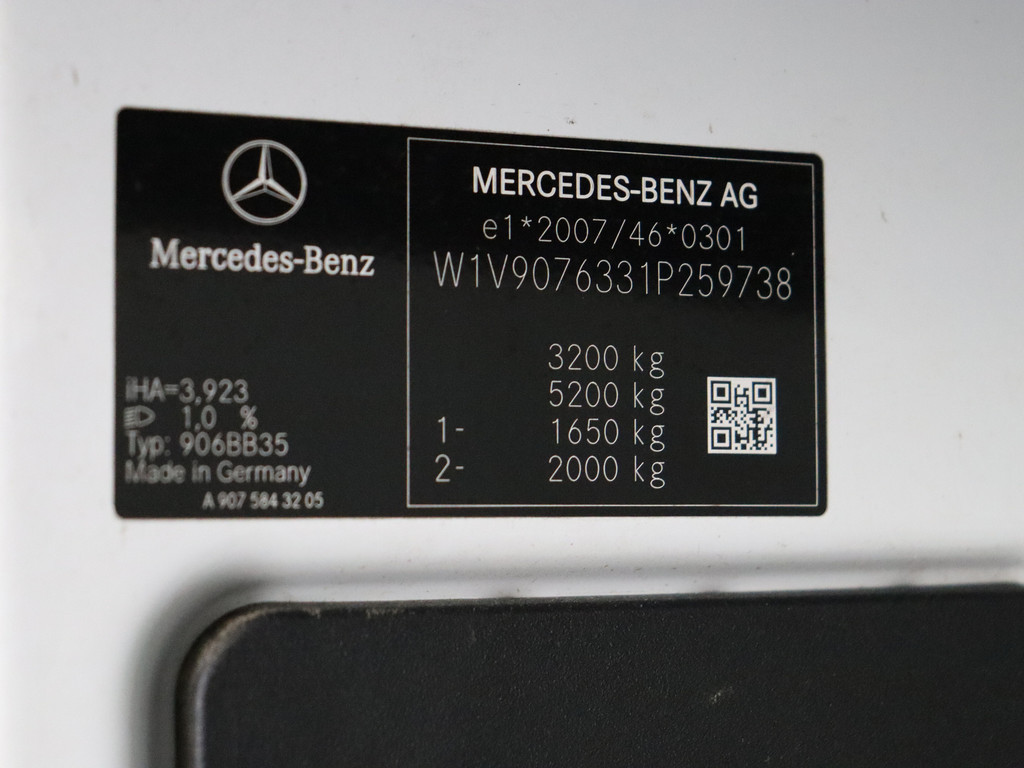 Mercedes-Benz
iHA=3,923
1,0 %
Typ: 906BB35
Made in Germany
A 907 584 32 05
MERCEDES-BENZ AG
e1*2007/46*0301
W1V9076331P259738
3200 kg
5200 kg
1- 1650 kg
2- 2000 kg